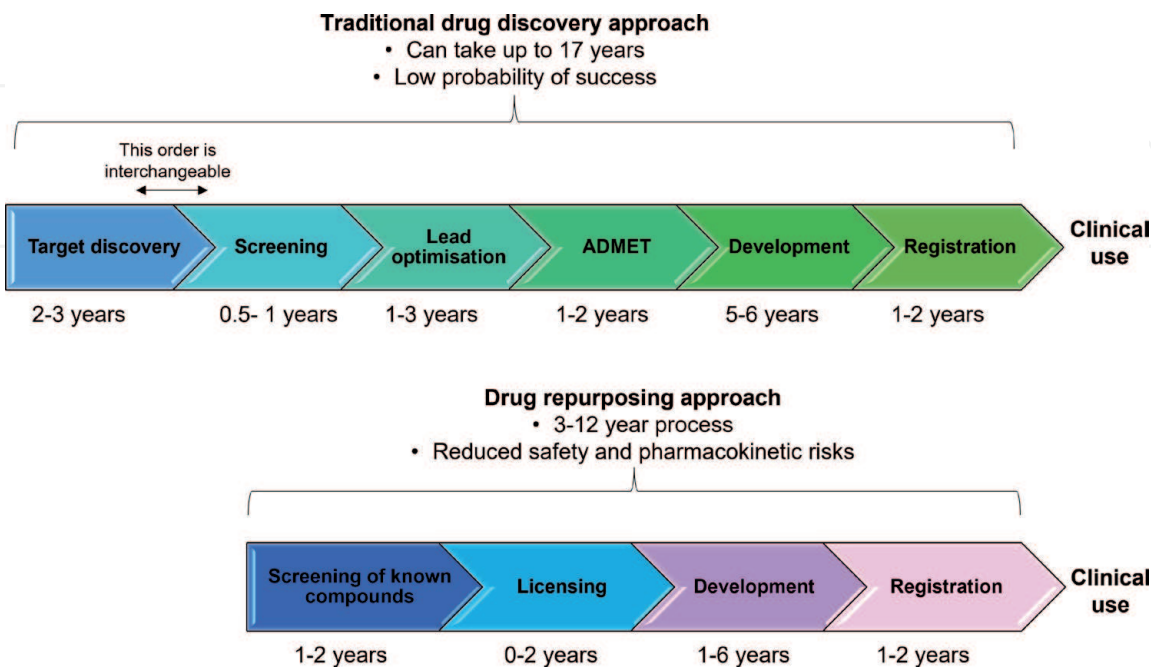 Traditional drug discovery approach
• Can take up to 17 years
• Low probability of success
This order is
interchangeable
Target discovery
Screening
Lead
optimisation
ADMET
Development
Registration
Clinical
use
2-3 years
0.5- 1 years
1-3 years
1-2 years
5-6 years
1-2 years
Drug repurposing approach
• 3-12 year process
• Reduced safety and pharmacokinetic risks
Screening of known
compounds
Licensing
Development
Registration
Clinical
use
1-2 years
0-2 years
1-6 years
1-2 years